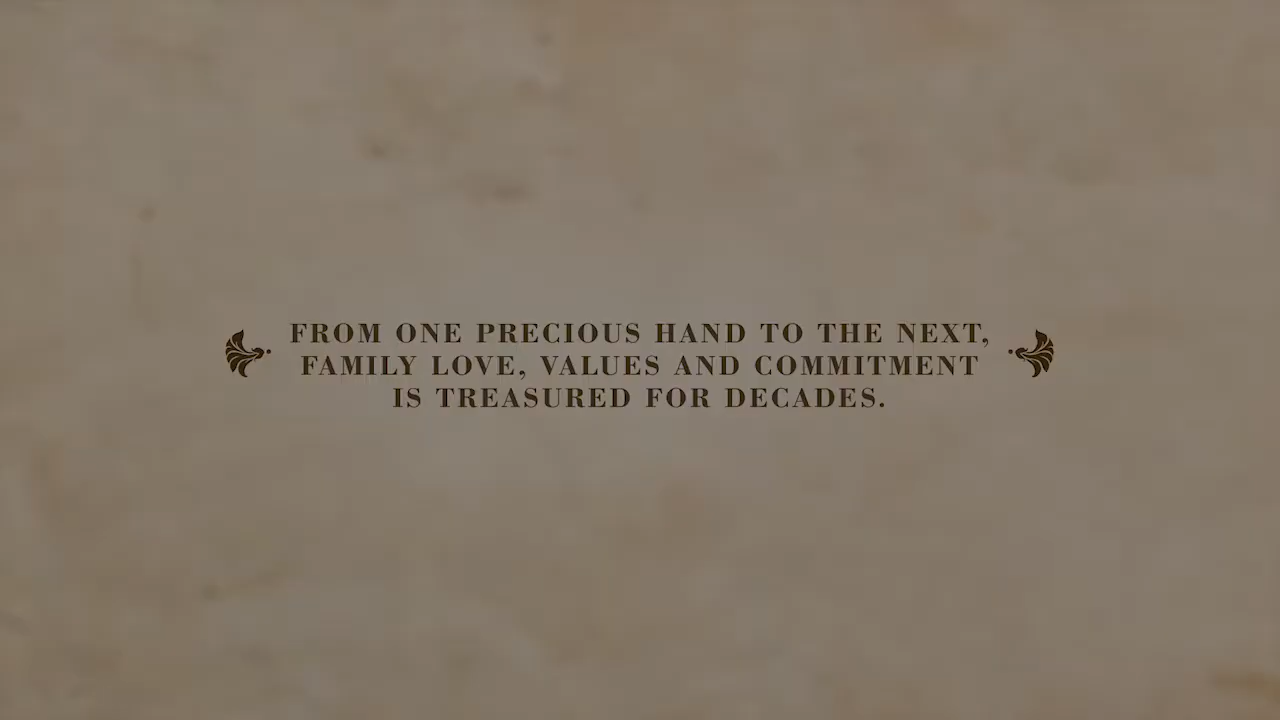 FROM ONE PRECIOUS HAND TO THE NEXT,
FAMILY LOVE, VALUES AND COMMITMENT
IS TREASURED FOR DECADES.